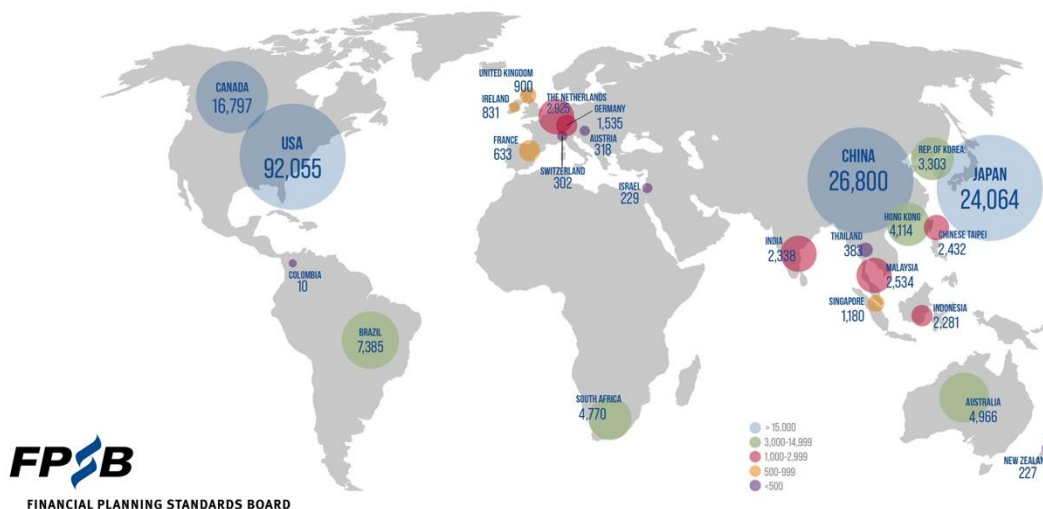 CANADA
16,797
USA
92,055
COLOMBIA
10
BRAZIL
7,385
UNITED KINGDOM
900
IRELAND
831
THE NETHERLANDS
2,925
GERMANY
1,535
AUSTRIA
318
FRANCE
633
SWITZERLAND
302
ISRAEL
229
SOUTH AFRICA
4,770
CHINA
26,800
REP. OF KOREA
3,303
JAPAN
24,064
HONG KONG
4,114
CHINESE TAIPEI
2,432
INDIA
2,338
THAILAND
383
MALAYSIA
2,534
SINGAPORE
1,180
INDONESIA
2,281
AUSTRALIA
4,966
NEW ZEALAN
227
> 15.000
3,000-14,999
1,000-2,999
500-999
<500
FPSB
FINANCIAL PLANNING STANDARDS BOARD